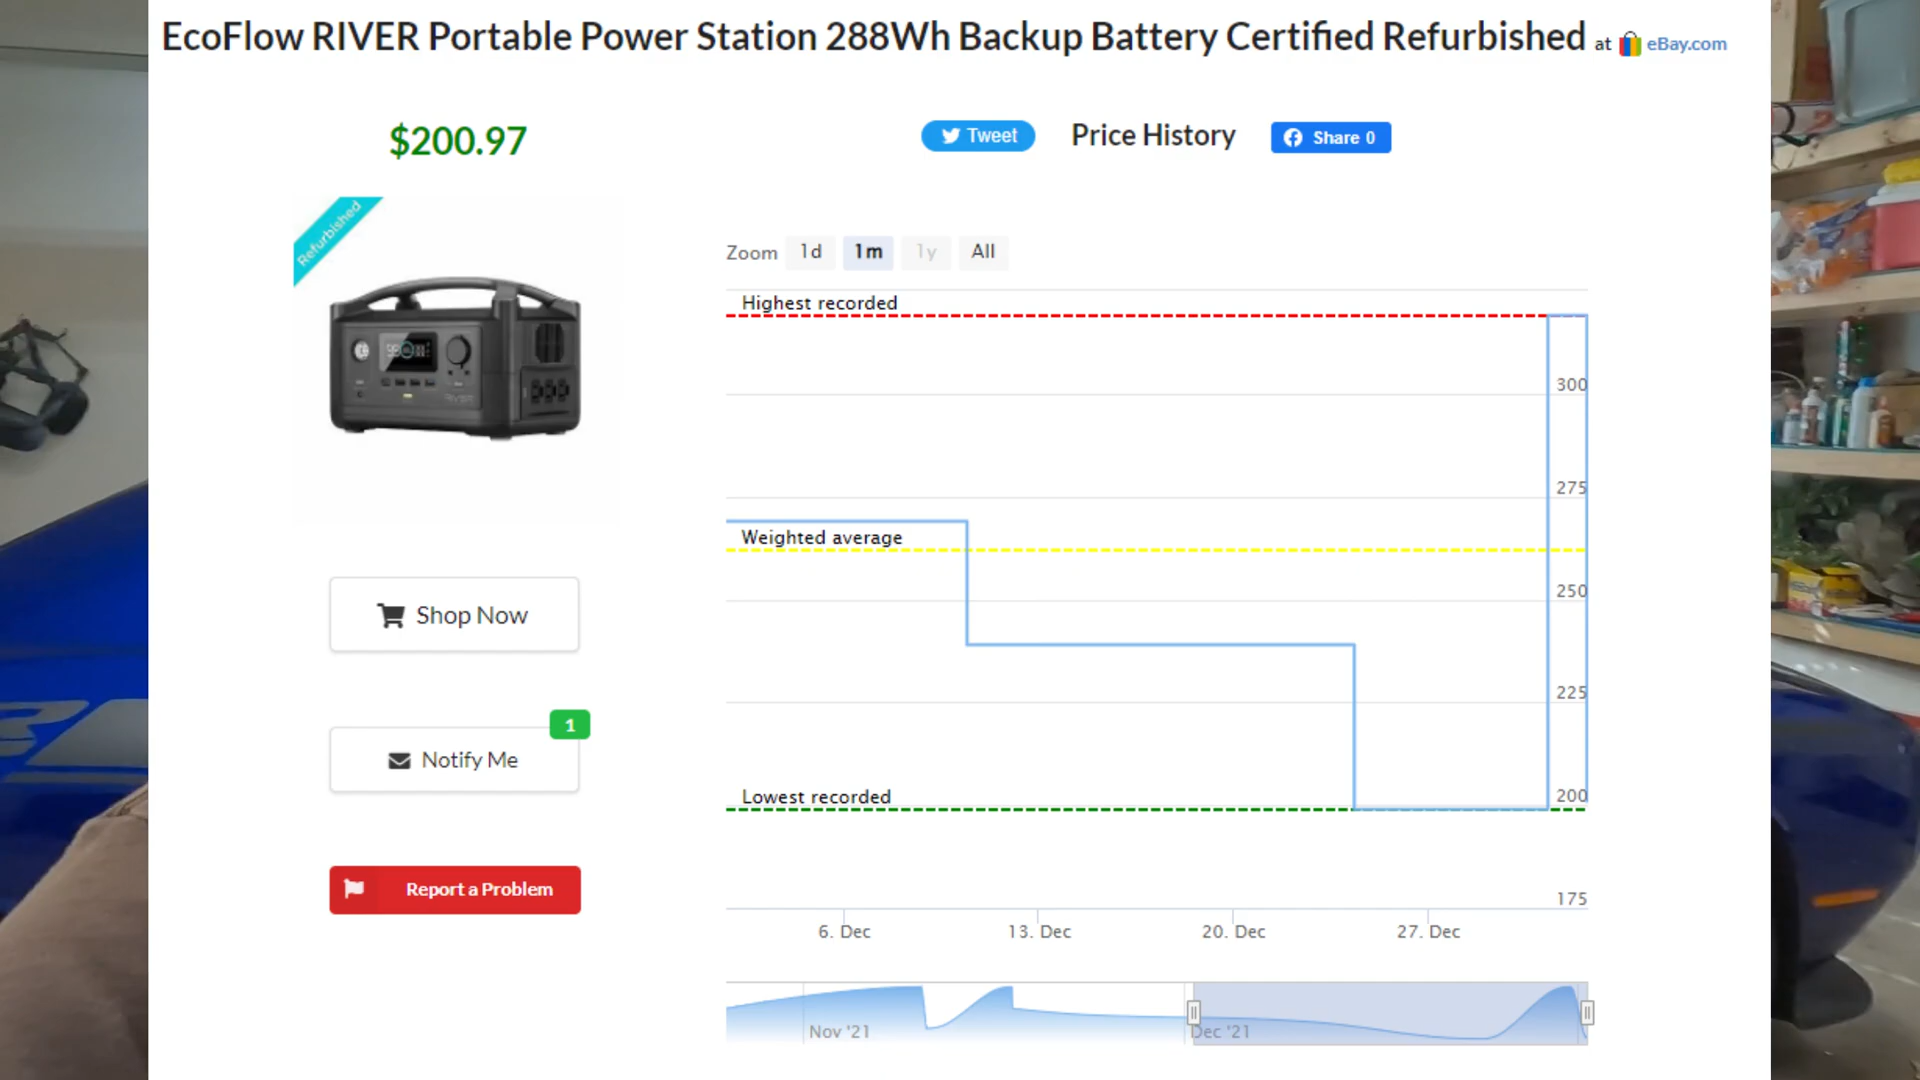 EcoFlow RIVER Portable Power Station 288Wh Backup Battery Certified Refurbished at eBay.com
$200.97
Tweet
Price History
Share 0
Refurbished
Zoom 1d 1m 1y All
Highest recorded
300
275
Weighted average
250
225
Lowest recorded
200
175
6. Dec 13. Dec 20. Dec 27. Dec
Nov '21 Dec '21
RIVER
Shop Now
1
Notify Me
Report a Problem